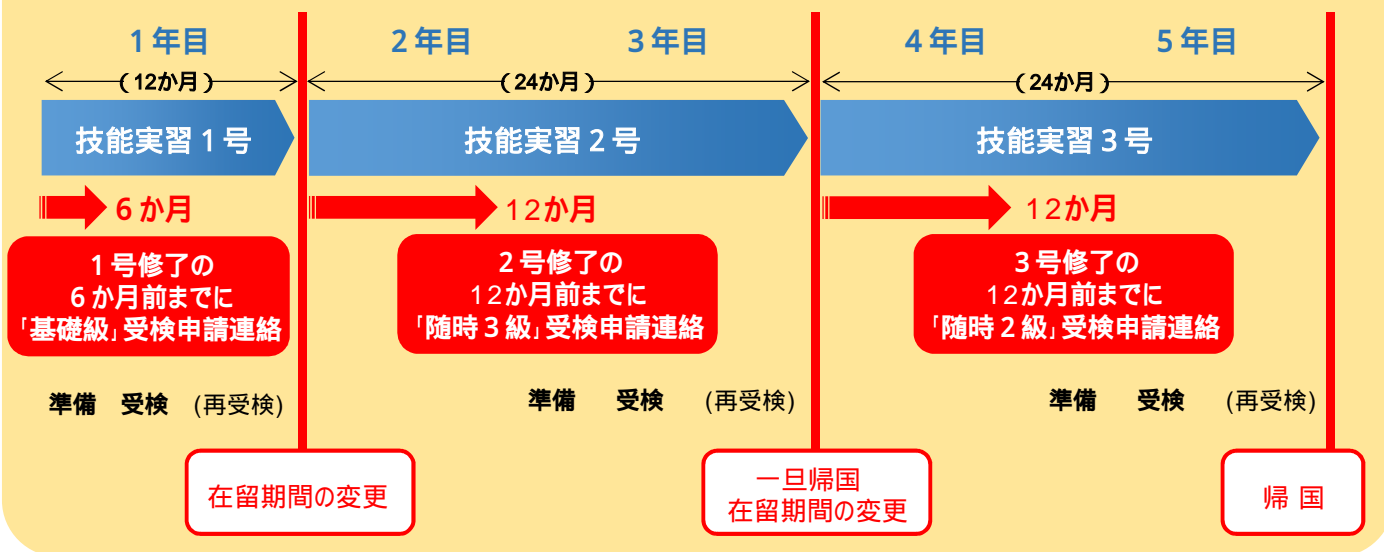 1年目
2年目
3年目
4年目
5年目
(12か月)
(24か月)
(24か月)
技能実習1号
技能実習2号
技能実習3号
6か月
12か月
12か月
1号修了の
6か月前までに
「基礎級」受検申請連絡
2号修了の
12か月前までに
「随時3級」受検申請連絡
3号修了の
12か月前までに
「随時2級」受検申請連絡
準備 受検 (再受検)
準備 受検 (再受検)
準備 受検 (再受検)
在留期間の変更
一旦帰国
在留期間の変更
帰国